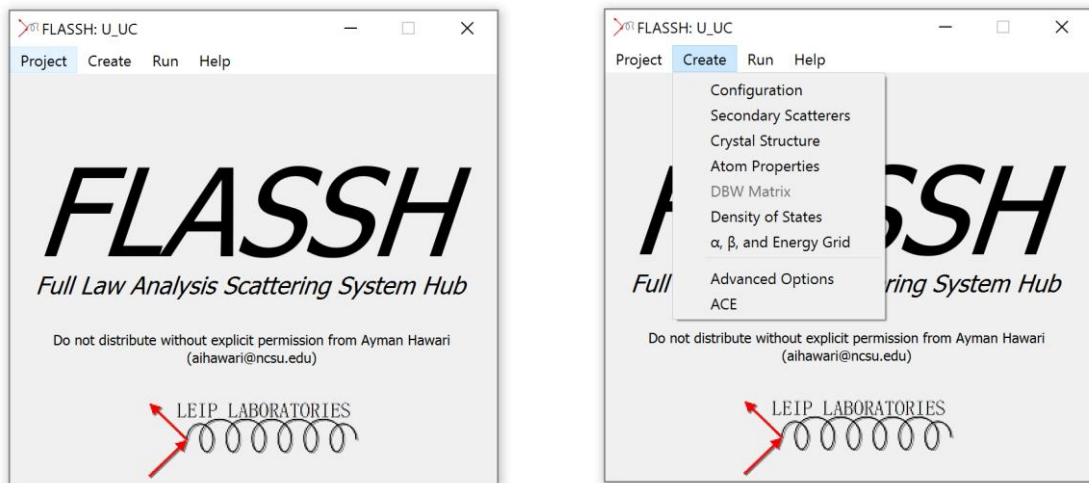 FLASSH: U_UC
Project Create Run Help
FLASSH
Full Law Analysis Scattering System Hub
Do not distribute without explicit permission from Ayman Hawari
(aihawari@ncsu.edu)
LEIP LABORATORIES
FLASSH: U_UC
Project Create Run Help
Configuration
Secondary Scatterers
Crystal Structure
Atom Properties
DBW Matrix
Density of States
α, β, and Energy Grid
Advanced Options
ACE
SSH
Full
ring System Hub
Do not distribute without explicit permission from Ayman Hawari
(aihawari@ncsu.edu)
LEIP LABORATORIES